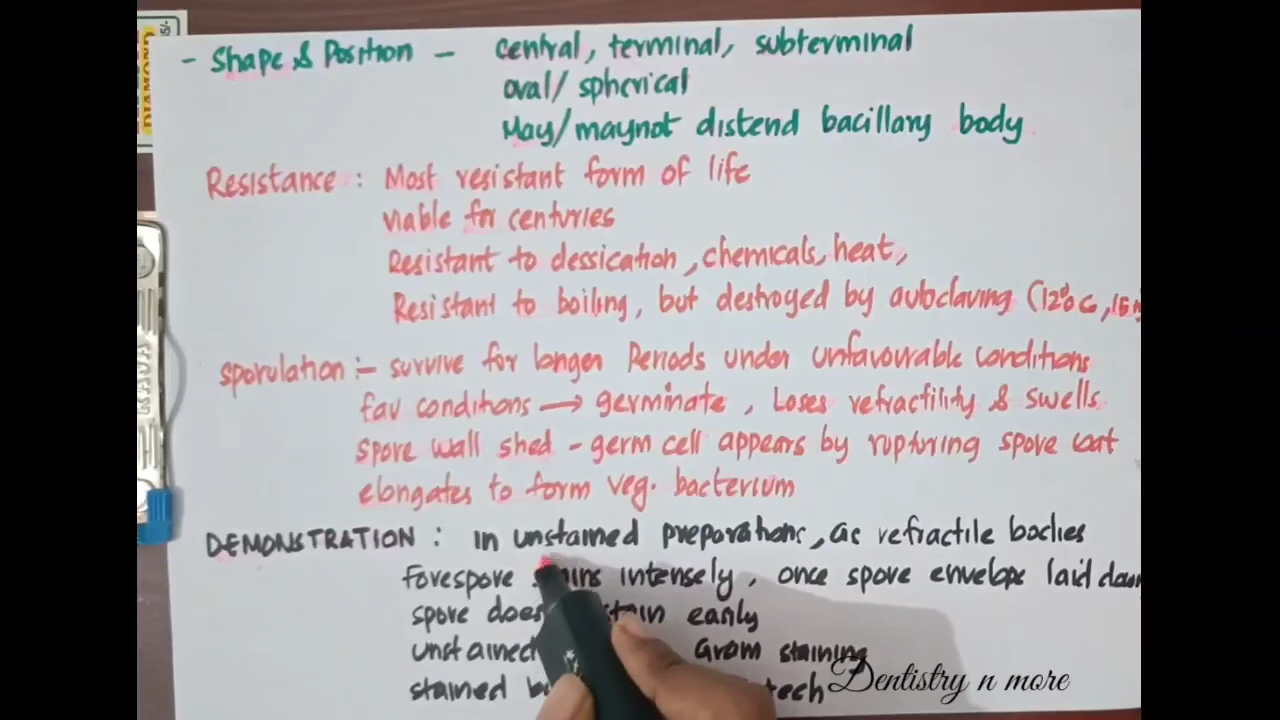 DIAMOND
- Shape & Position - central, terminal, subterminal
oval/ spherical
May/maynot distend bacillary body
Resistance : Most resistant form of life
viable for centuries
Resistant to dessication, chemicals, heat,
Resistant to boiling, but destroyed by autoclaving (120°C, 15
sporulation :- survive for longer Periods under unfavourable conditions
fav conditions → germinate, Loses refractility & swells
spore wall shed - germ cell appears by rupturing spore coat
elongates to form veg. bacterium
DEMONSTRATION : in unstained preparations, as refractile bodies
forespore intensely, once spore envelope laid down
spore does stain easily
unstained Gram staining
stained tech
Dentistry n more